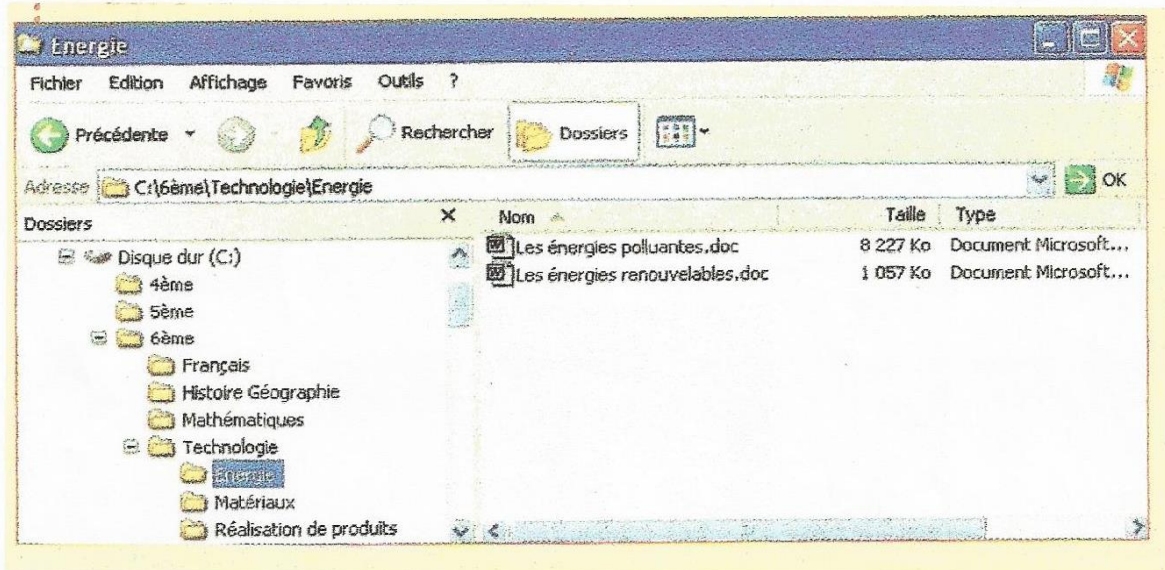 Energie
Fichier Edition Affichage Favoris Outils ?
Précédente Rechercher Dossiers
Adresse C:\6ème\Technologie\Energie OK
Dossiers × Nom Taille Type
Disque dur (C:)
4ème
5ème
6ème
Français
Histoire Géographie
Mathématiques
Technologie
Energie
Matériaux
Réalisation de produits
Les énergies polluantes.doc 8 227 Ko Document Microsoft...
Les énergies renouvelables.doc 1 057 Ko Document Microsoft...